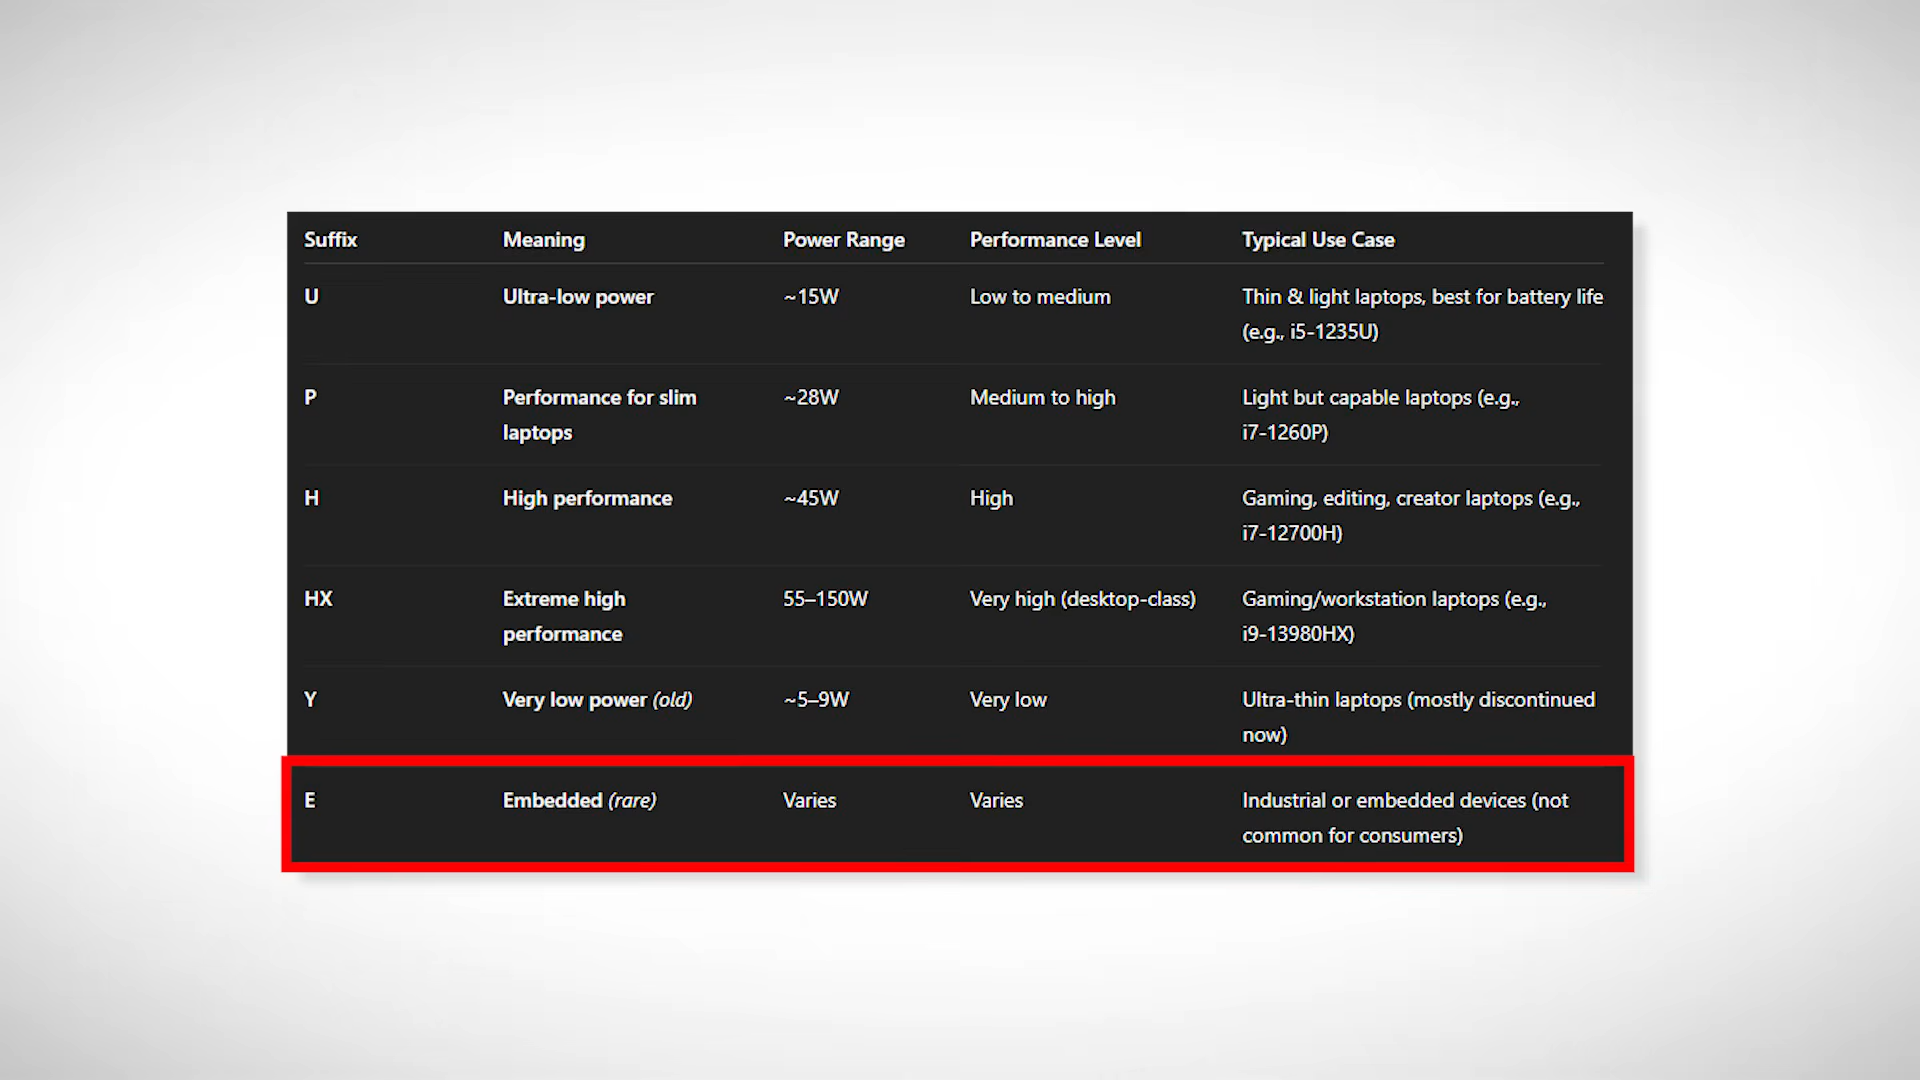 Suffix Meaning Power Range Performance Level Typical Use Case
U Ultra-low power ~15W Low to medium Thin & light laptops, best for battery life
(e.g., i5-1235U)
P Performance for slim ~28W Medium to high Light but capable laptops (e.g.,
laptops i7-1260P)
H High performance ~45W High Gaming, editing, creator laptops (e.g.,
i7-12700H)
HX Extreme high 55–150W Very high (desktop-class) Gaming/workstation laptops (e.g.,
performance i9-13980HX)
Y Very low power (old) ~5–9W Very low Ultra-thin laptops (mostly discontinued
now)
E Embedded (rare) Varies Varies Industrial or embedded devices (not
common for consumers)